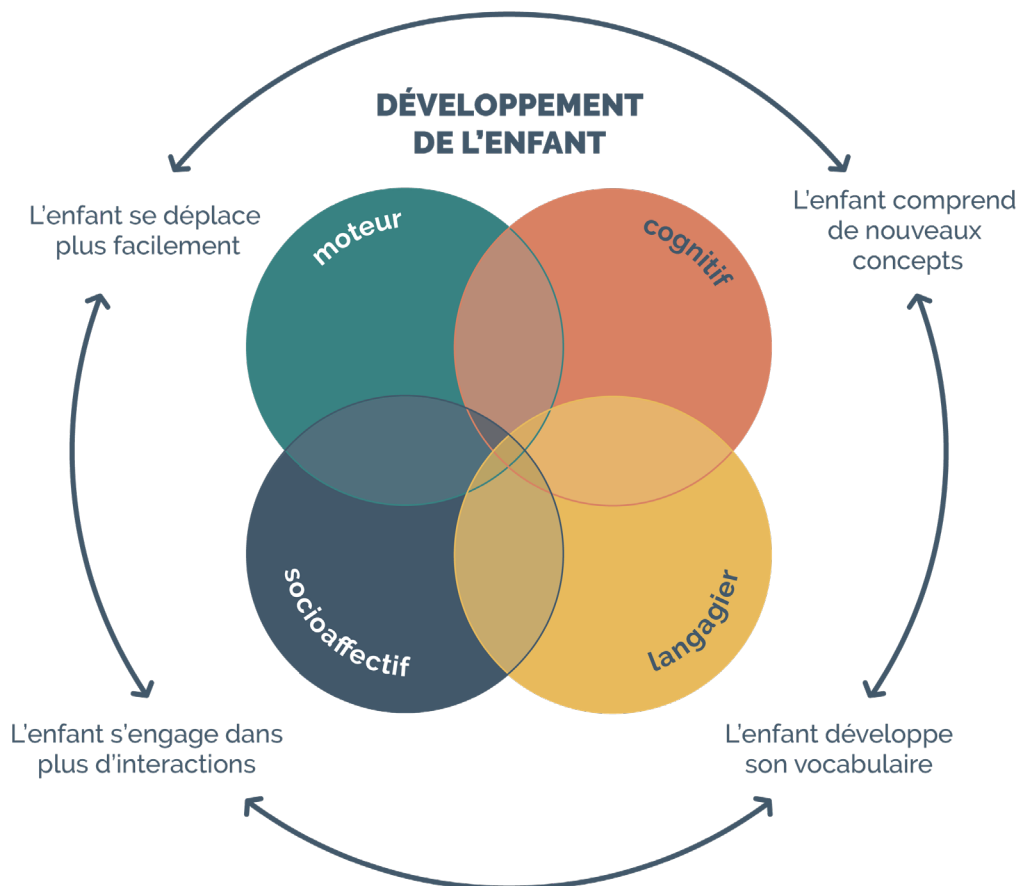 DÉVELOPPEMENT
DE L'ENFANT
L'enfant se déplace
plus facilement
L'enfant comprend
de nouveaux
concepts
moteur
cognitif
socioaffectif
langagier
L'enfant s'engage dans
plus d'interactions
L'enfant développe
son vocabulaire